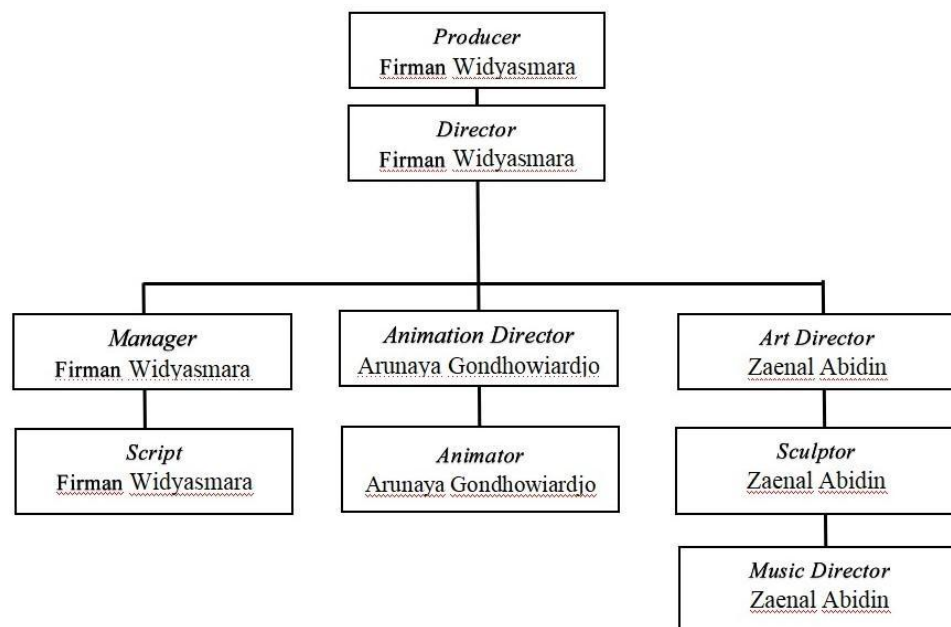 Producer
Firman Widyasmara
Director
Firman Widyasmara
Manager
Firman Widyasmara
Animation Director
Arunaya Gondhowiardjo
Art Director
Zaenal Abidin
Script
Firman Widyasmara
Animator
Arunaya Gondhowiardjo
Sculptor
Zaenal Abidin
Music Director
Zaenal Abidin